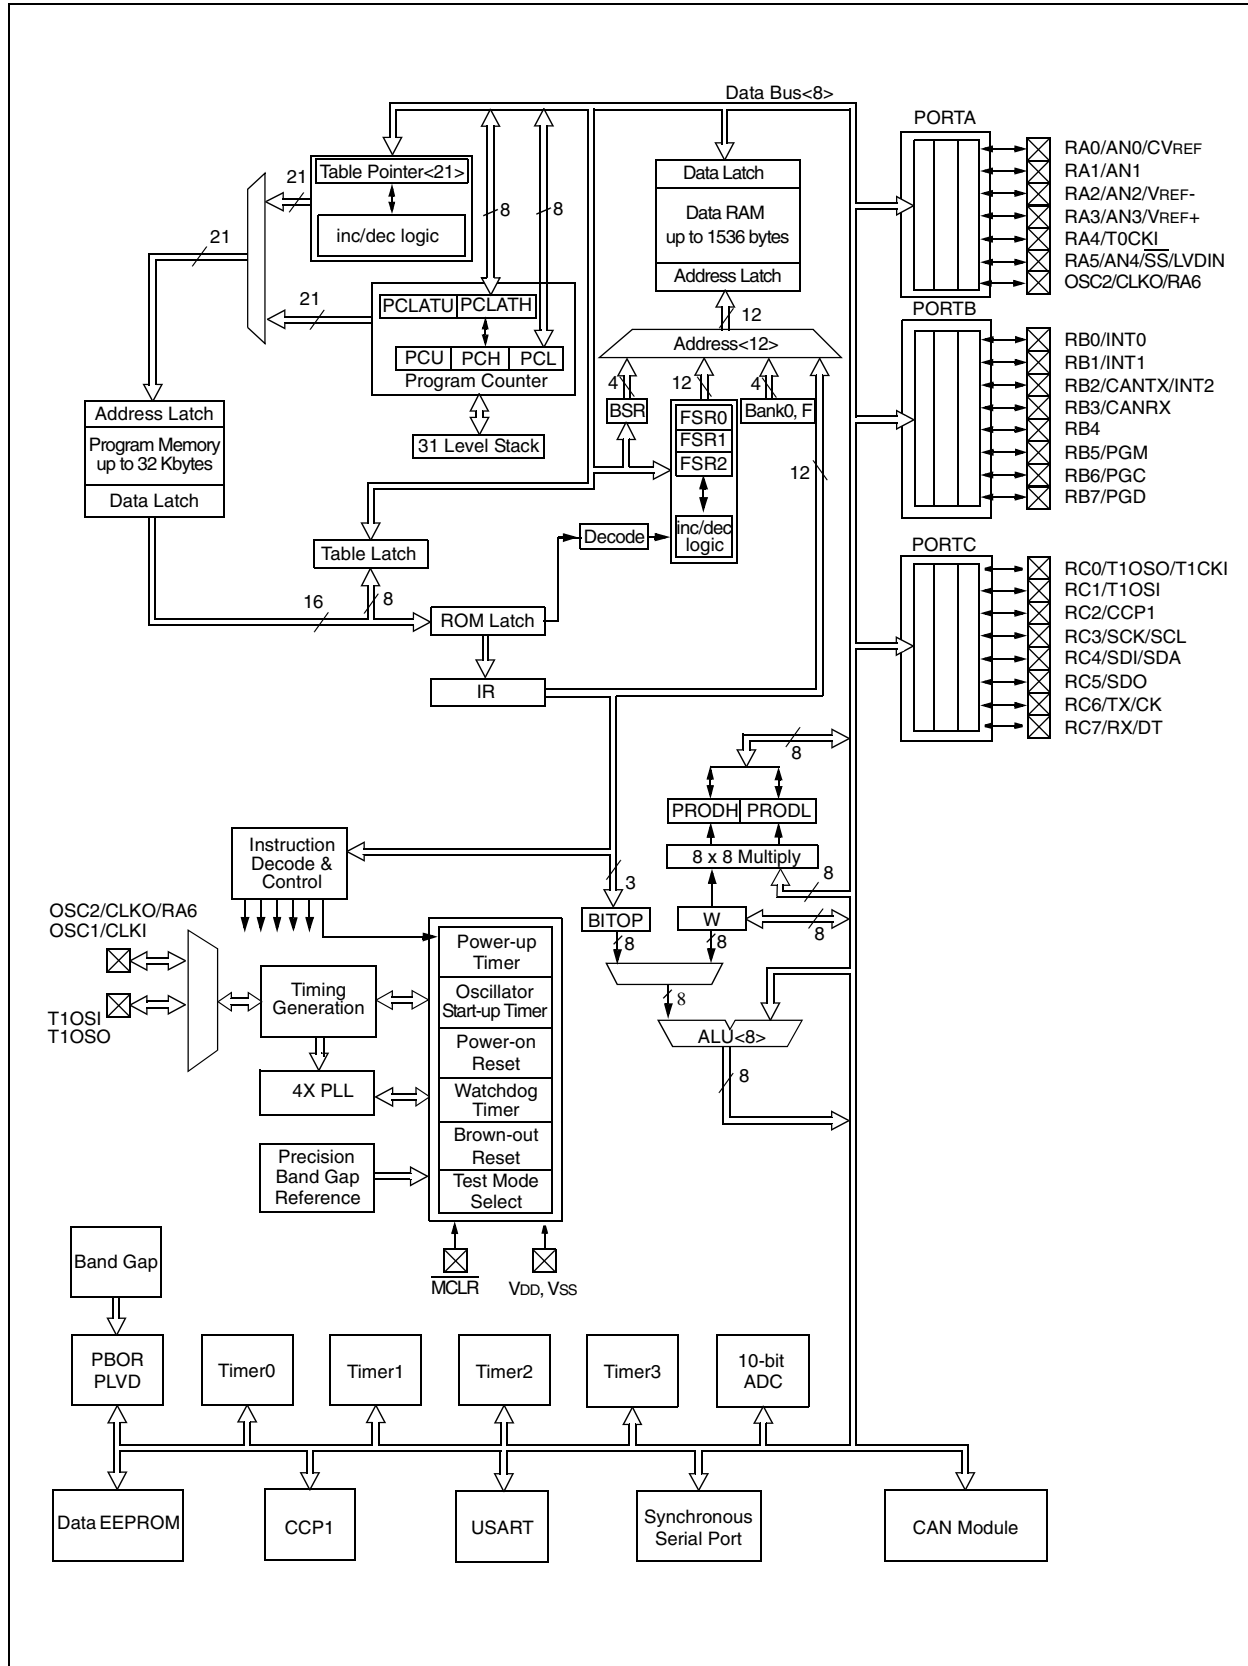 Data Bus<8>
Table Pointer<21>
inc/dec logic
21
21
21
8
8
PCLATU
PCLATH
PCU
PCH
PCL
Program Counter
31 Level Stack
Address Latch
Program Memory
up to 32 Kbytes
Data Latch
16
Table Latch
8
ROM Latch
IR
Decode
Data Latch
Data RAM
up to 1536 bytes
Address Latch
12
Address<12>
4
12
4
BSR
FSR0
FSR1
FSR2
Bank0, F
inc/dec
logic
12
PORTA
RA0/AN0/CVREF
RA1/AN1
RA2/AN2/VREF-
RA3/AN3/VREF+
RA4/T0CKI
RA5/AN4/SS/LVDIN
OSC2/CLKO/RA6
PORTB
RB0/INT0
RB1/INT1
RB2/CANTX/INT2
RB3/CANRX
RB4
RB5/PGM
RB6/PGC
RB7/PGD
PORTC
RC0/T1OSO/T1CKI
RC1/T1OSI
RC2/CCP1
RC3/SCK/SCL
RC4/SDI/SDA
RC5/SDO
RC6/TX/CK
RC7/RX/DT
8
PRODH
PRODL
8 x 8 Multiply
8
3
BITOP
W
8
8
8
8
ALU<8>
8
Instruction
Decode &
Control
OSC2/CLKO/RA6
OSC1/CLKI
T1OSI
T1OSO
Timing
Generation
4X PLL
Precision
Band Gap
Reference
Power-up
Timer
Oscillator
Start-up Timer
Power-on
Reset
Watchdog
Timer
Brown-out
Reset
Test Mode
Select
MCLR
VDD, VSS
Band Gap
PBOR
PLVD
Timer0
Timer1
Timer2
Timer3
10-bit
ADC
Data EEPROM
CCP1
USART
Synchronous
Serial Port
CAN Module